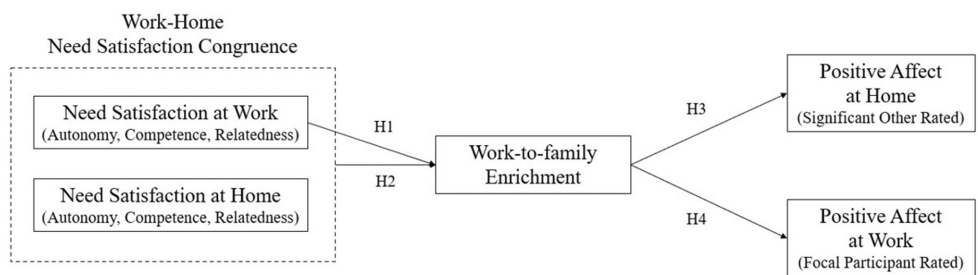 Work-Home
Need Satisfaction Congruence
Need Satisfaction at Work
(Autonomy, Competence, Relatedness)
Need Satisfaction at Home
(Autonomy, Competence, Relatedness)
H1
H2
Work-to-family
Enrichment
H3
H4
Positive Affect
at Home
(Significant Other Rated)
Positive Affect
at Work
(Focal Participant Rated)